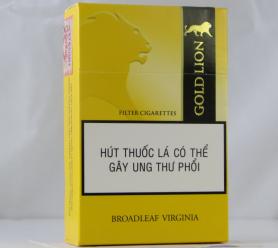 GOLD LION
FILTER CIGARETTES
HÚT THUỐC LÁ CÓ THỂ
GÂY UNG THƯ PHỔI
BROADLEAF VIRGINIA